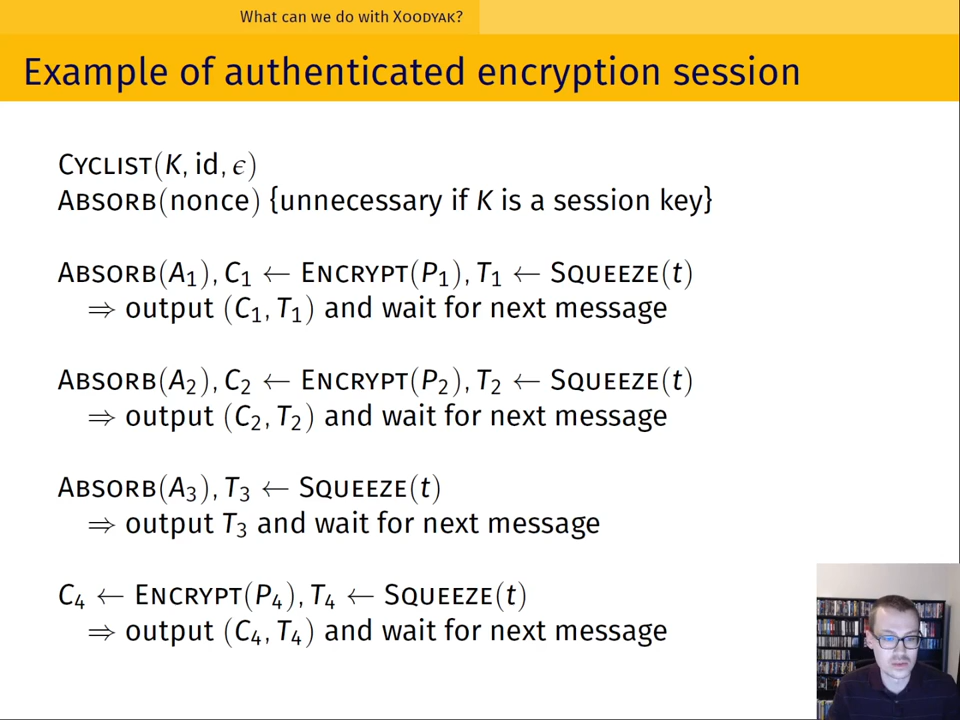 What can we do with XOODYAK?
Example of authenticated encryption session
CYCLIST(K, id, ϵ)
ABSORB(nonce) {unnecessary if K is a session key}
ABSORB(A₁), C₁ ← ENCRYPT(P₁), T₁ ← SQUEEZE(t)
⇒ output (C₁, T₁) and wait for next message
ABSORB(A₂), C₂ ← ENCRYPT(P₂), T₂ ← SQUEEZE(t)
⇒ output (C₂, T₂) and wait for next message
ABSORB(A₃), T₃ ← SQUEEZE(t)
⇒ output T₃ and wait for next message
C₄ ← ENCRYPT(P₄), T₄ ← SQUEEZE(t)
⇒ output (C₄, T₄) and wait for next message